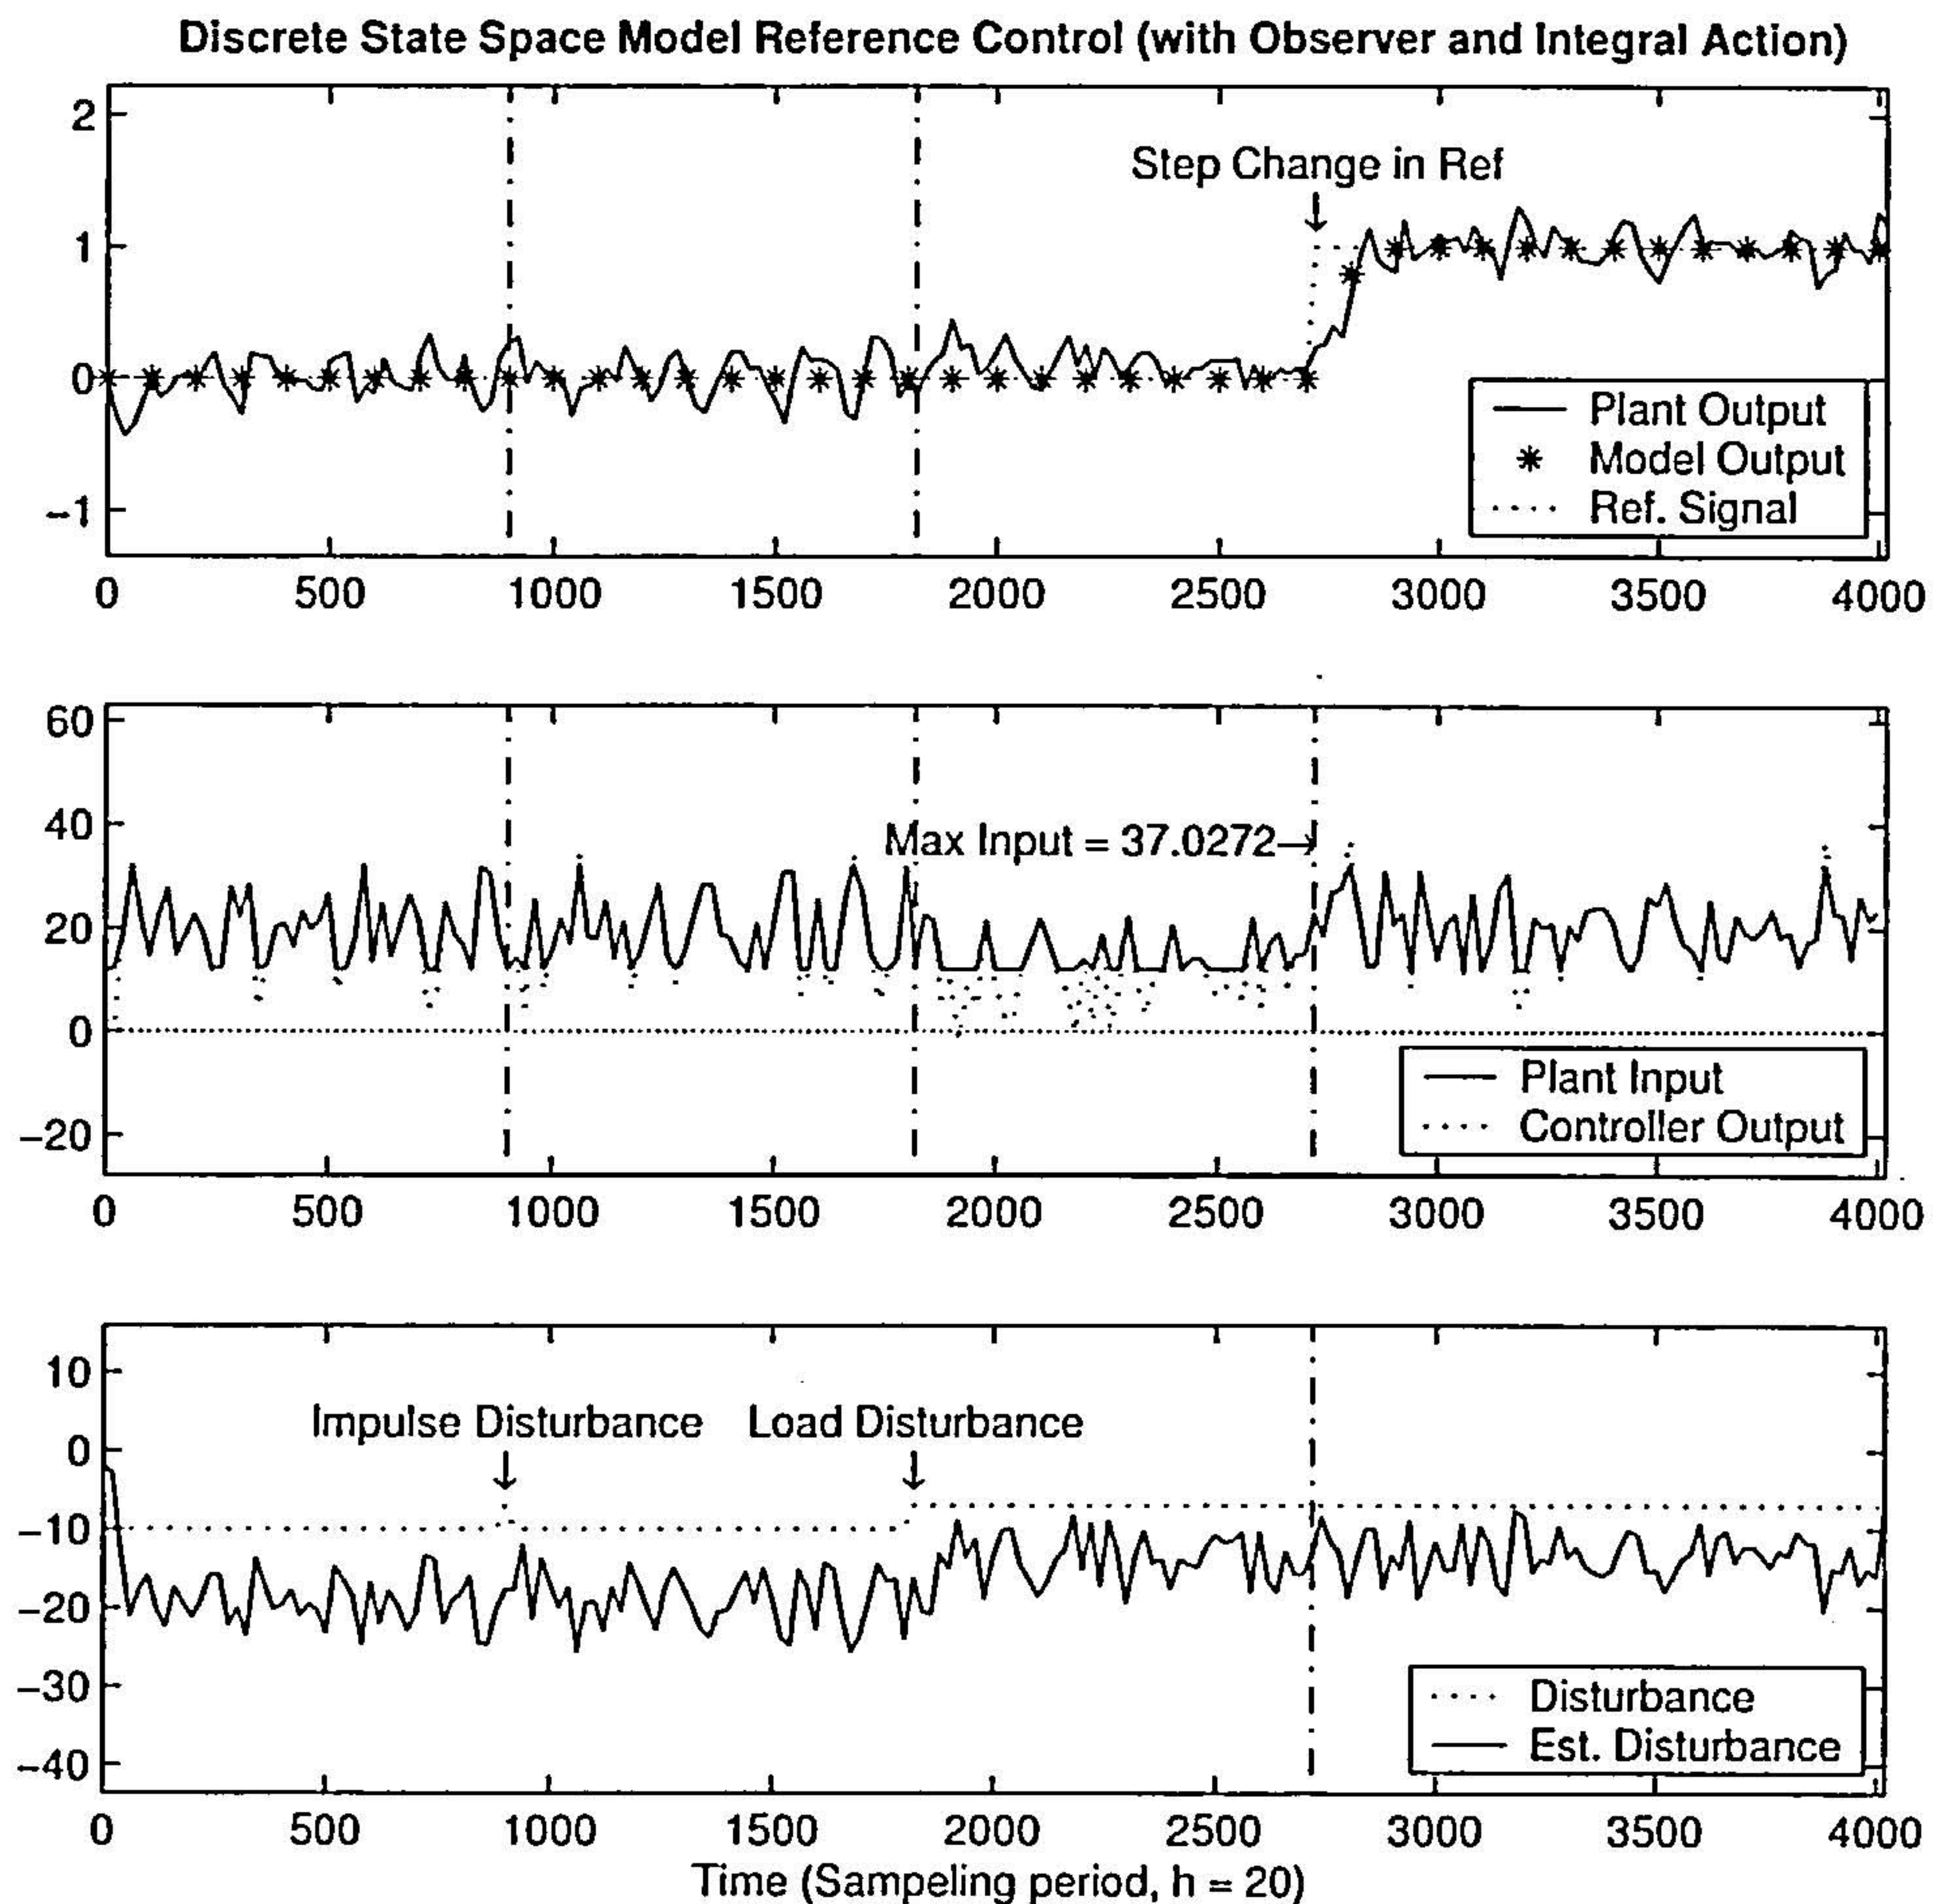 Discrete State Space Model Reference Control (with Observer and Integral Action)
2
1
0
−1
Step Change in Ref
Plant Output
Model Output
Ref. Signal
0 500 1000 1500 2000 2500 3000 3500 4000
60
40
20
0
−20
Max Input = 37.0272
Plant Input
Controller Output
0 500 1000 1500 2000 2500 3000 3500 4000
10
0
−10
−20
−30
−40
Impulse Disturbance Load Disturbance
Disturbance
Est. Disturbance
0 500 1000 1500 2000 2500 3000 3500 4000
Time (Sampeling period, h = 20)